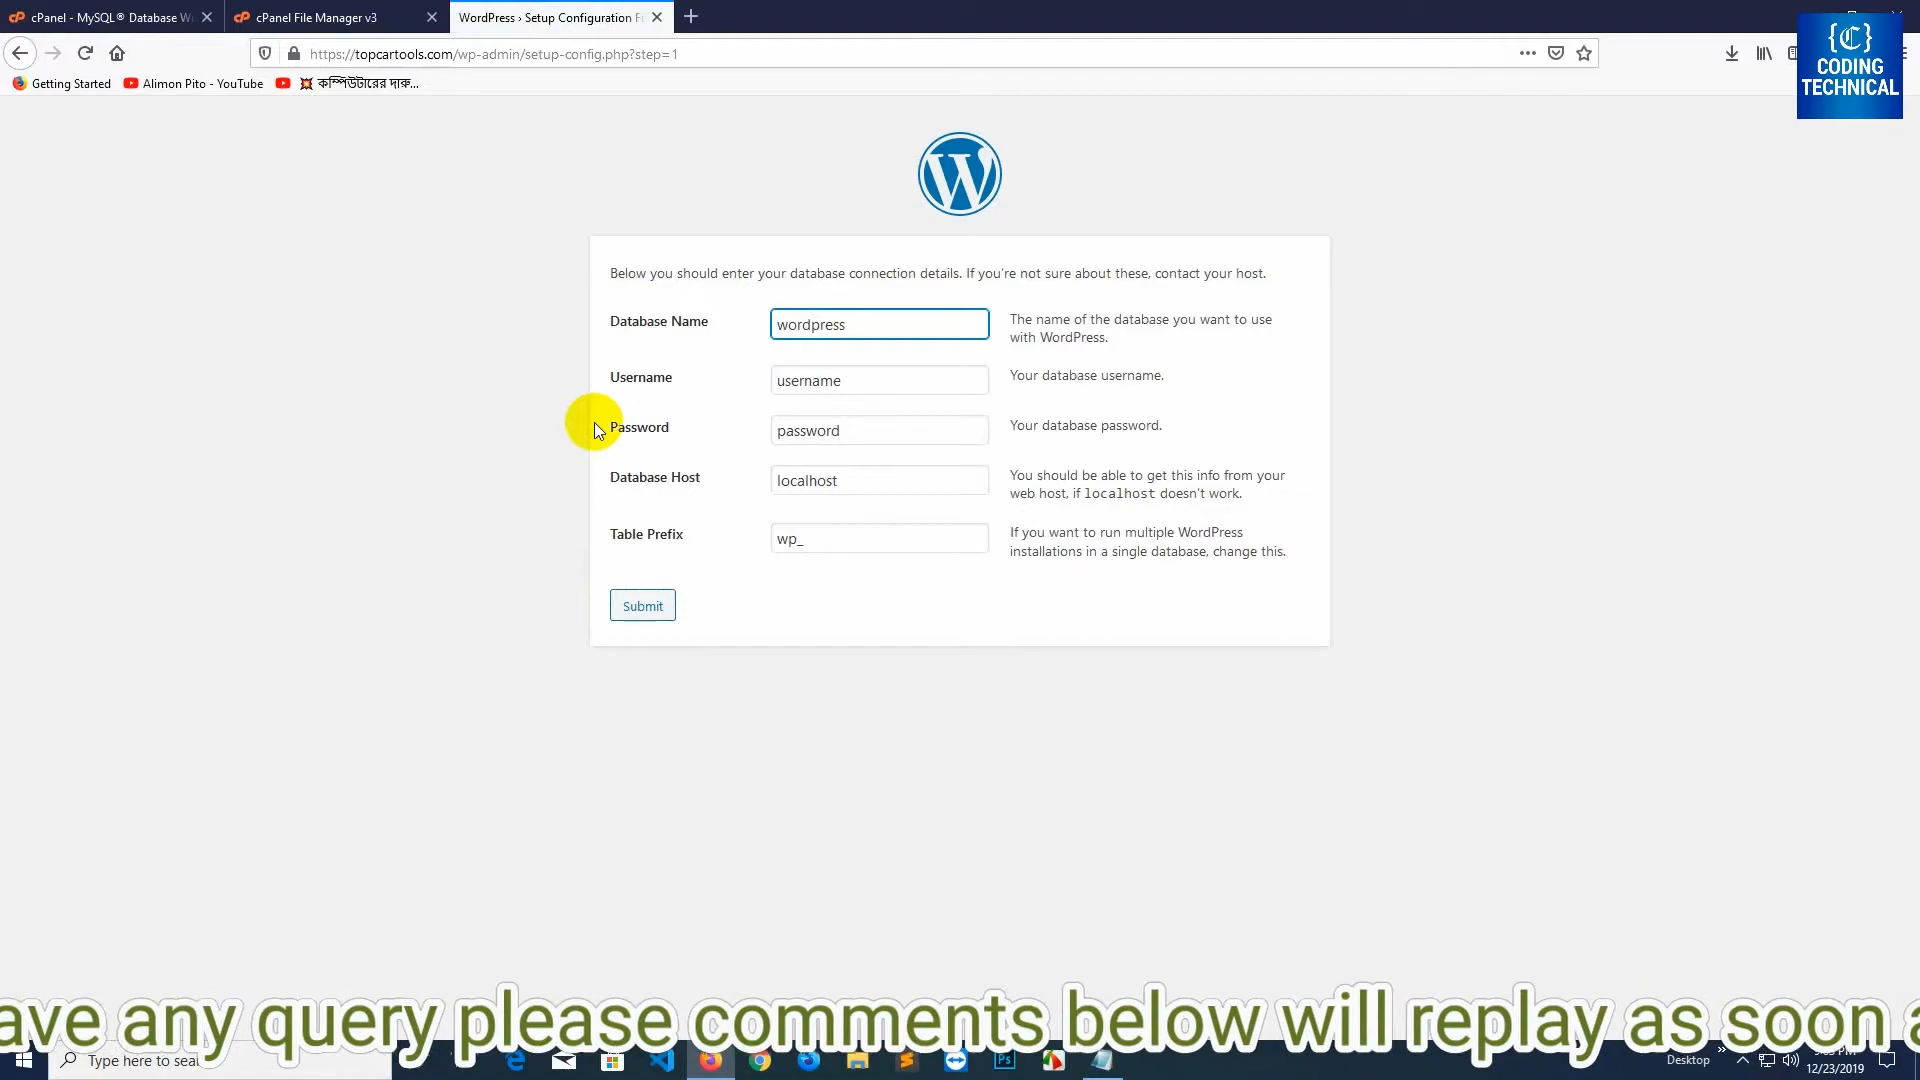 cPanel - MySQL® Database W
cPanel File Manager v3
WordPress › Setup Configuration Fi
https://topcartools.com/wp-admin/setup-config.php?step=1
Getting Started
Alimon Pito - YouTube
কম্পিউটারের দারু...
{C}
CODING
TECHNICAL
W
Below you should enter your database connection details. If you're not sure about these, contact your host.
Database Name
wordpress
The name of the database you want to use
with WordPress.
Username
username
Your database username.
Password
password
Your database password.
Database Host
localhost
You should be able to get this info from your
web host, if localhost doesn't work.
Table Prefix
wp_
If you want to run multiple WordPress
installations in a single database, change this.
Submit
ave any query please comments below will replay as soon a
Type here to sea
Ps
Desktop
12/23/2019